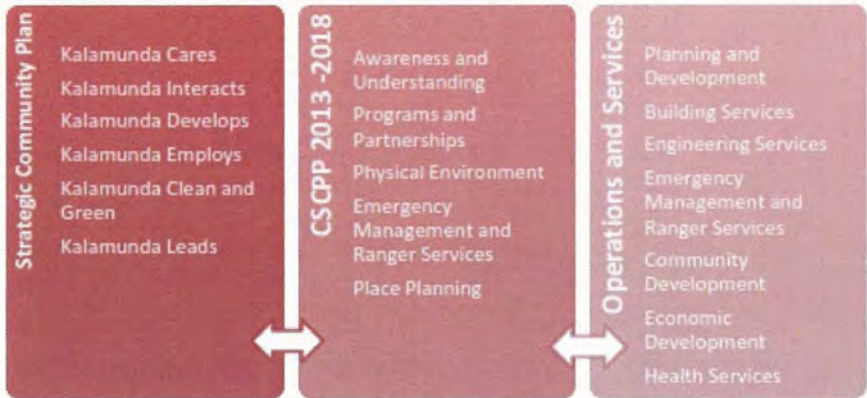 Strategic Community Plan
Kalamunda Cares
Kalamunda Interacts
Kalamunda Develops
Kalamunda Employs
Kalamunda Clean and
Green
Kalamunda Leads
CSCPP 2013 -2018
Awareness and
Understanding
Programs and
Partnerships
Physical Environment
Emergency
Management and
Ranger Services
Place Planning
Operations and Services
Planning and
Development
Building Services
Engineering Services
Emergency
Management and
Ranger Services
Community
Development
Economic
Development
Health Services